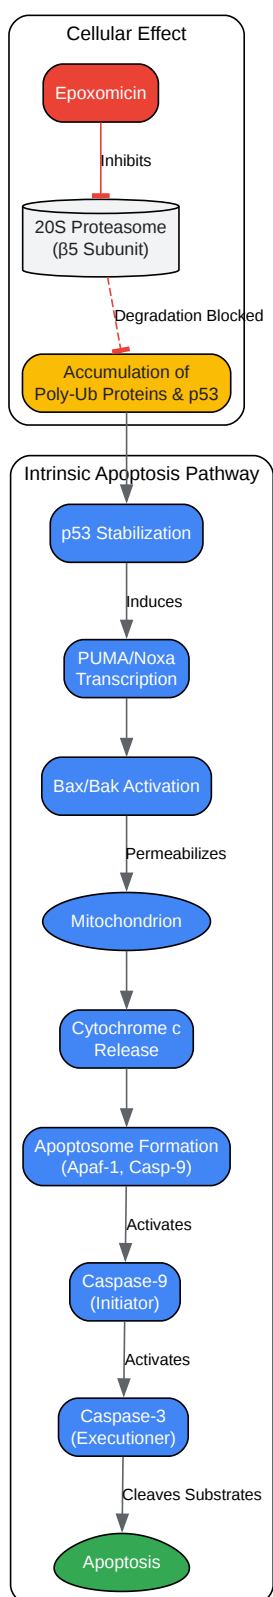 Cellular Effect
Epoxomicin
Inhibits
20S Proteasome
(β5 Subunit)
Degradation Blocked
Accumulation of
Poly-Ub Proteins & p53
Intrinsic Apoptosis Pathway
p53 Stabilization
Induces
PUMA/Noxa
Transcription
Bax/Bak Activation
Permeabilizes
Mitochondrion
Cytochrome c
Release
Apoptosome Formation
(Apaf-1, Casp-9)
Activates
Caspase-9
(Initiator)
Activates
Caspase-3
(Executioner)
Cleaves Substrates
Apoptosis